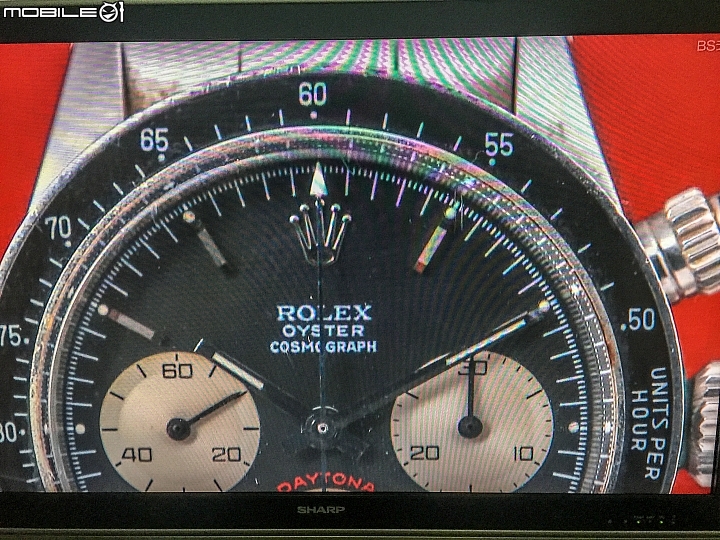 MOBILE01
BS
60
65
55
70
ROLEX
OYSTER
COSMOGRAPH
75
50
60
30
UNITS PER
HOUR
80
40
20
20
10
DAYTONA
SHARP